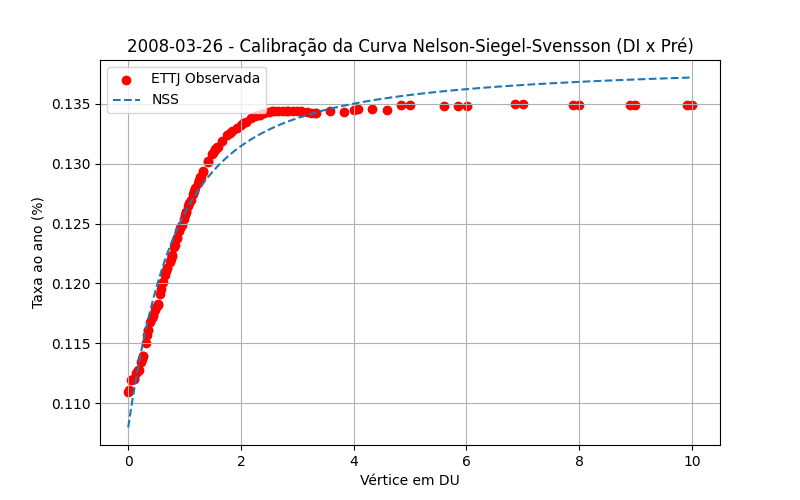 2008-03-26 - Calibração da Curva Nelson-Siegel-Svensson (DI x Pré)
ETTJ Observada
NSS
Taxa ao ano (%)
0.135
0.130
0.125
0.120
0.115
0.110
0 2 4 6 8 10
Vértice em DU